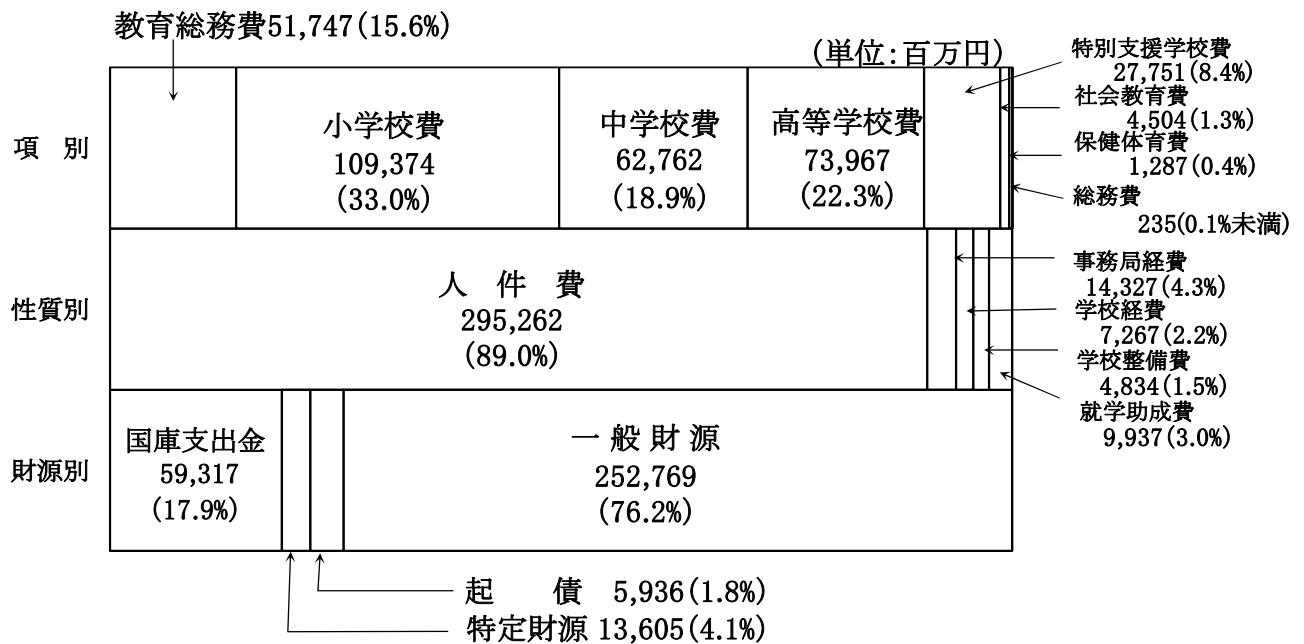 教育総務費51,747(15.6%)
(単位:百万円)
項 別
小学校費
109,374
(33.0%)
中学校費
62,762
(18.9%)
高等学校費
73,967
(22.3%)
特別支援学校費
27,751(8.4%)
社会教育費
4,504(1.3%)
保健体育費
1,287(0.4%)
総務費
235(0.1%未満)
性質別
人 件 費
295,262
(89.0%)
事務局経費
14,327(4.3%)
学校経費
7,267(2.2%)
学校整備費
4,834(1.5%)
就学助成費
9,937(3.0%)
財源別
国庫支出金
59,317
(17.9%)
一 般 財 源
252,769
(76.2%)
起 債 5,936(1.8%)
特定財源 13,605(4.1%)